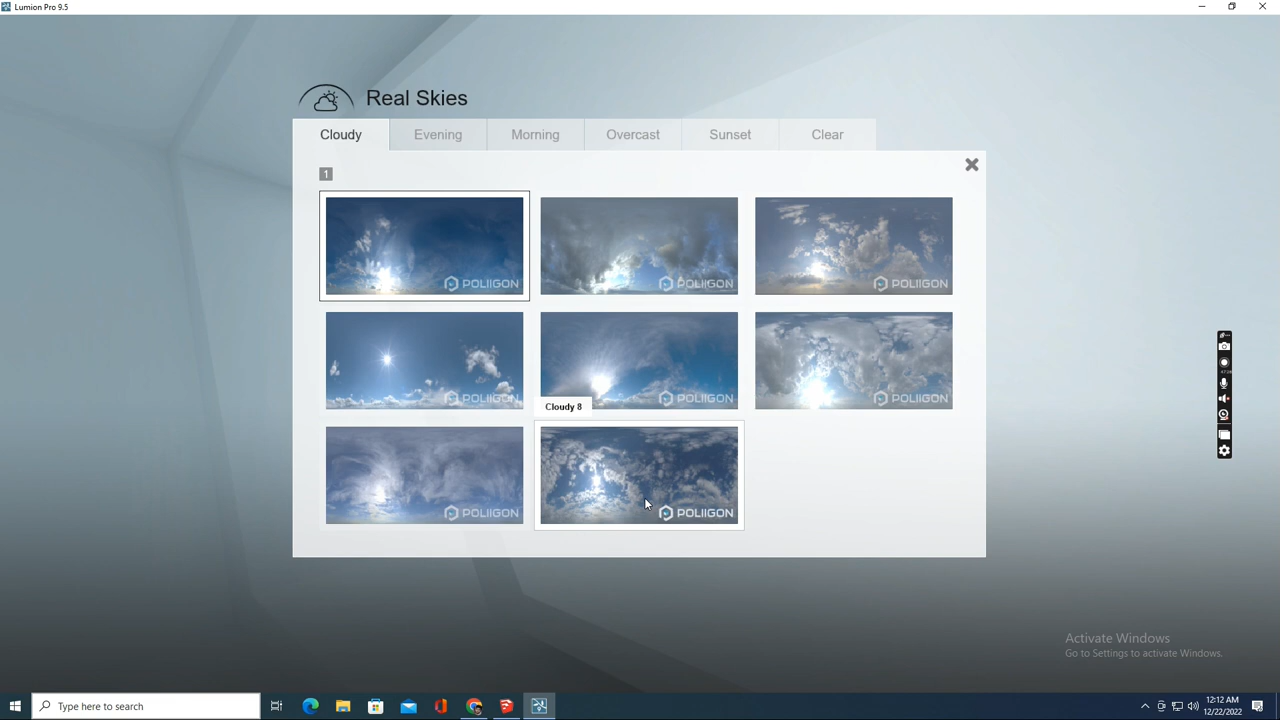 Lumion Pro 9.5
Real Skies
Cloudy
Evening
Morning
Overcast
Sunset
Clear
1
POLIIGON
POLIIGON
POLIIGON
POLIIGON
POLIIGON
POLIIGON
Cloudy 8
POLIIGON
POLIIGON
Activate Windows
Go to Settings to activate Windows.
Type here to search
12:12 AM
12/22/2022